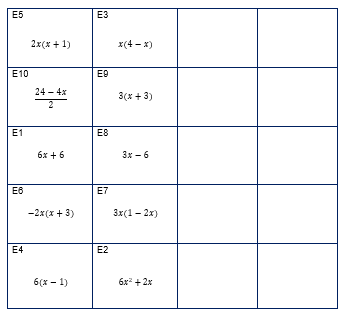 E5 E3
2x(x + 1) x(4 − x)
E10 E9
24 − 4x
2
3(x + 3)
E1 E8
6x + 6 3x − 6
E6 E7
−2x(x + 3) 3x(1 − 2x)
E4 E2
6(x − 1) 6x² + 2x